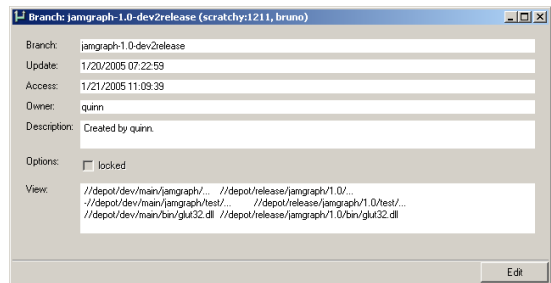 Branch: jamgraph-1.0-dev2release (scratchy:1211, bruno)
Branch: jamgraph-1.0-dev2release
Update: 1/20/2005 07:22:59
Access: 1/21/2005 11:09:39
Owner: quinn
Description: Created by quinn.
Options: locked
View: //depot/dev/main/jamgraph/... //depot/release/jamgraph/1.0/...
-//depot/dev/main/jamgraph/test/... //depot/release/jamgraph/1.0/test/...
//depot/dev/main/bin/glut32.dll //depot/release/jamgraph/1.0/bin/glut32.dll
Edit